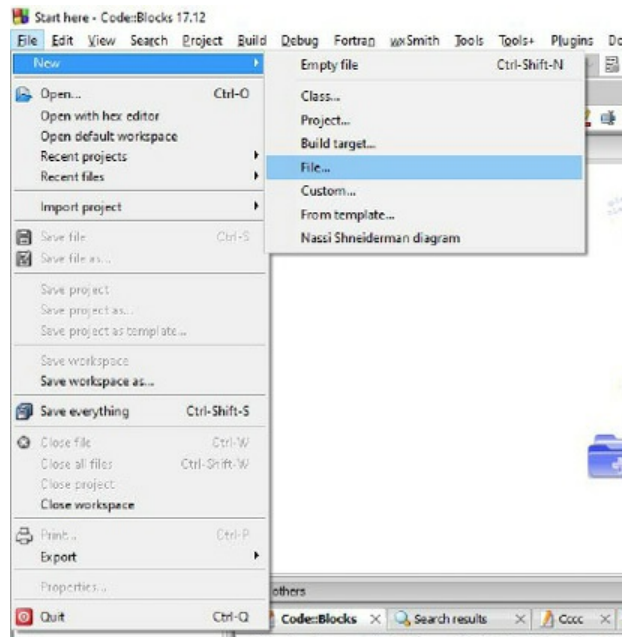 Start here - Code::Blocks 17.12
File Edit View Search Project Build Debug Fortran wxSmith Tools Tools+ Plugins
New
Open... Ctrl-O
Open with hex editor
Open default workspace
Recent projects
Recent files
Import project
Save file Ctrl-S
Save file as...
Save project
Save project as...
Save project as template...
Save workspace
Save workspace as...
Save everything Ctrl-Shift-S
Close file Ctrl-W
Close all files Ctrl-Shift-W
Close project
Close workspace
Print... Ctrl-P
Export
Properties...
Quit Ctrl-Q
Empty file Ctrl-Shift-N
Class...
Project...
Build target...
File...
Custom...
From template...
Nassi Shneiderman diagram
others
Code::Blocks Search results Cccc